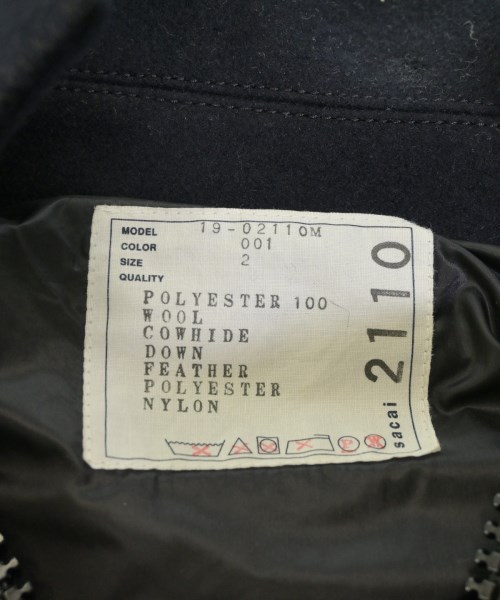 MODEL 19-02110M
COLOR 001
SIZE 2
QUALITY
POLYESTER 100
WOOL
COWHIDE
DOWN
FEATHER
POLYESTER
NYLON
sacai 2110
P